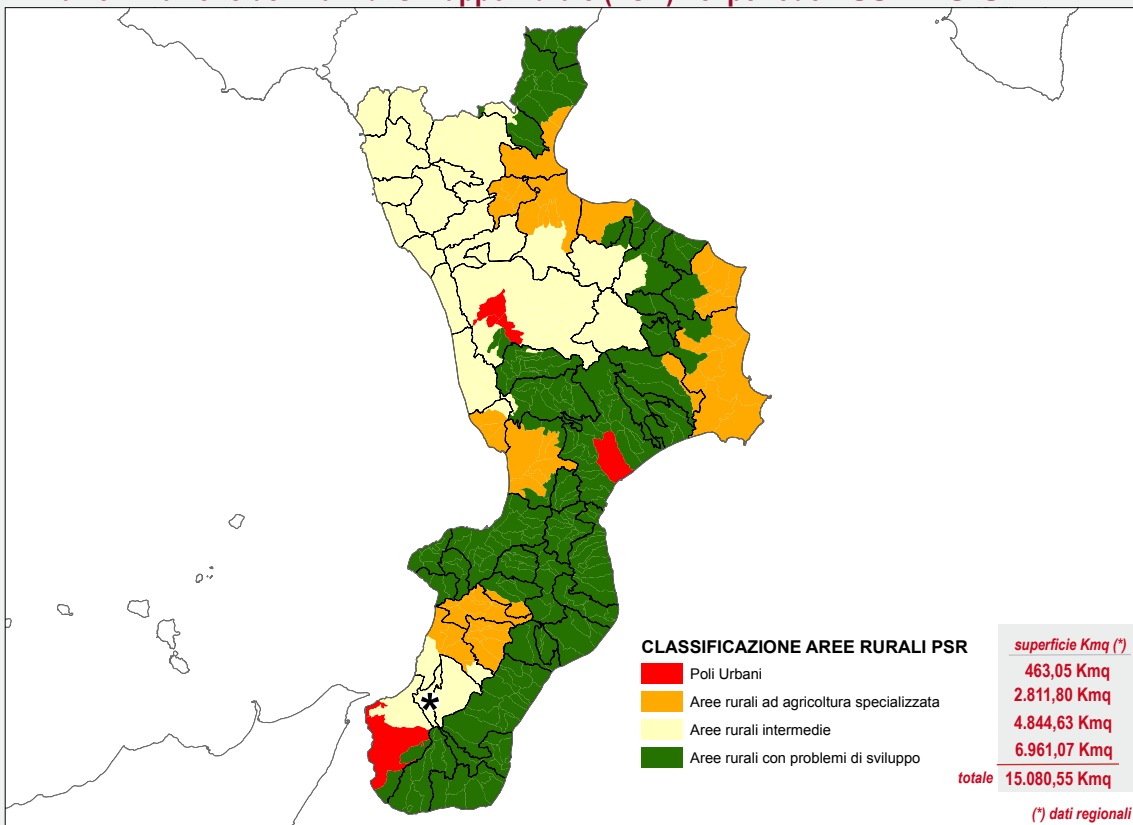 CLASSIFICAZIONE AREE RURALI PSR
superficie Kmq (*)
Poli Urbani
463,05 Kmq
Aree rurali ad agricoltura specializzata
2.811,80 Kmq
Aree rurali intermedie
4.844,63 Kmq
Aree rurali con problemi di sviluppo
6.961,07 Kmq
totale 15.080,55 Kmq
(*) dati regionali
*